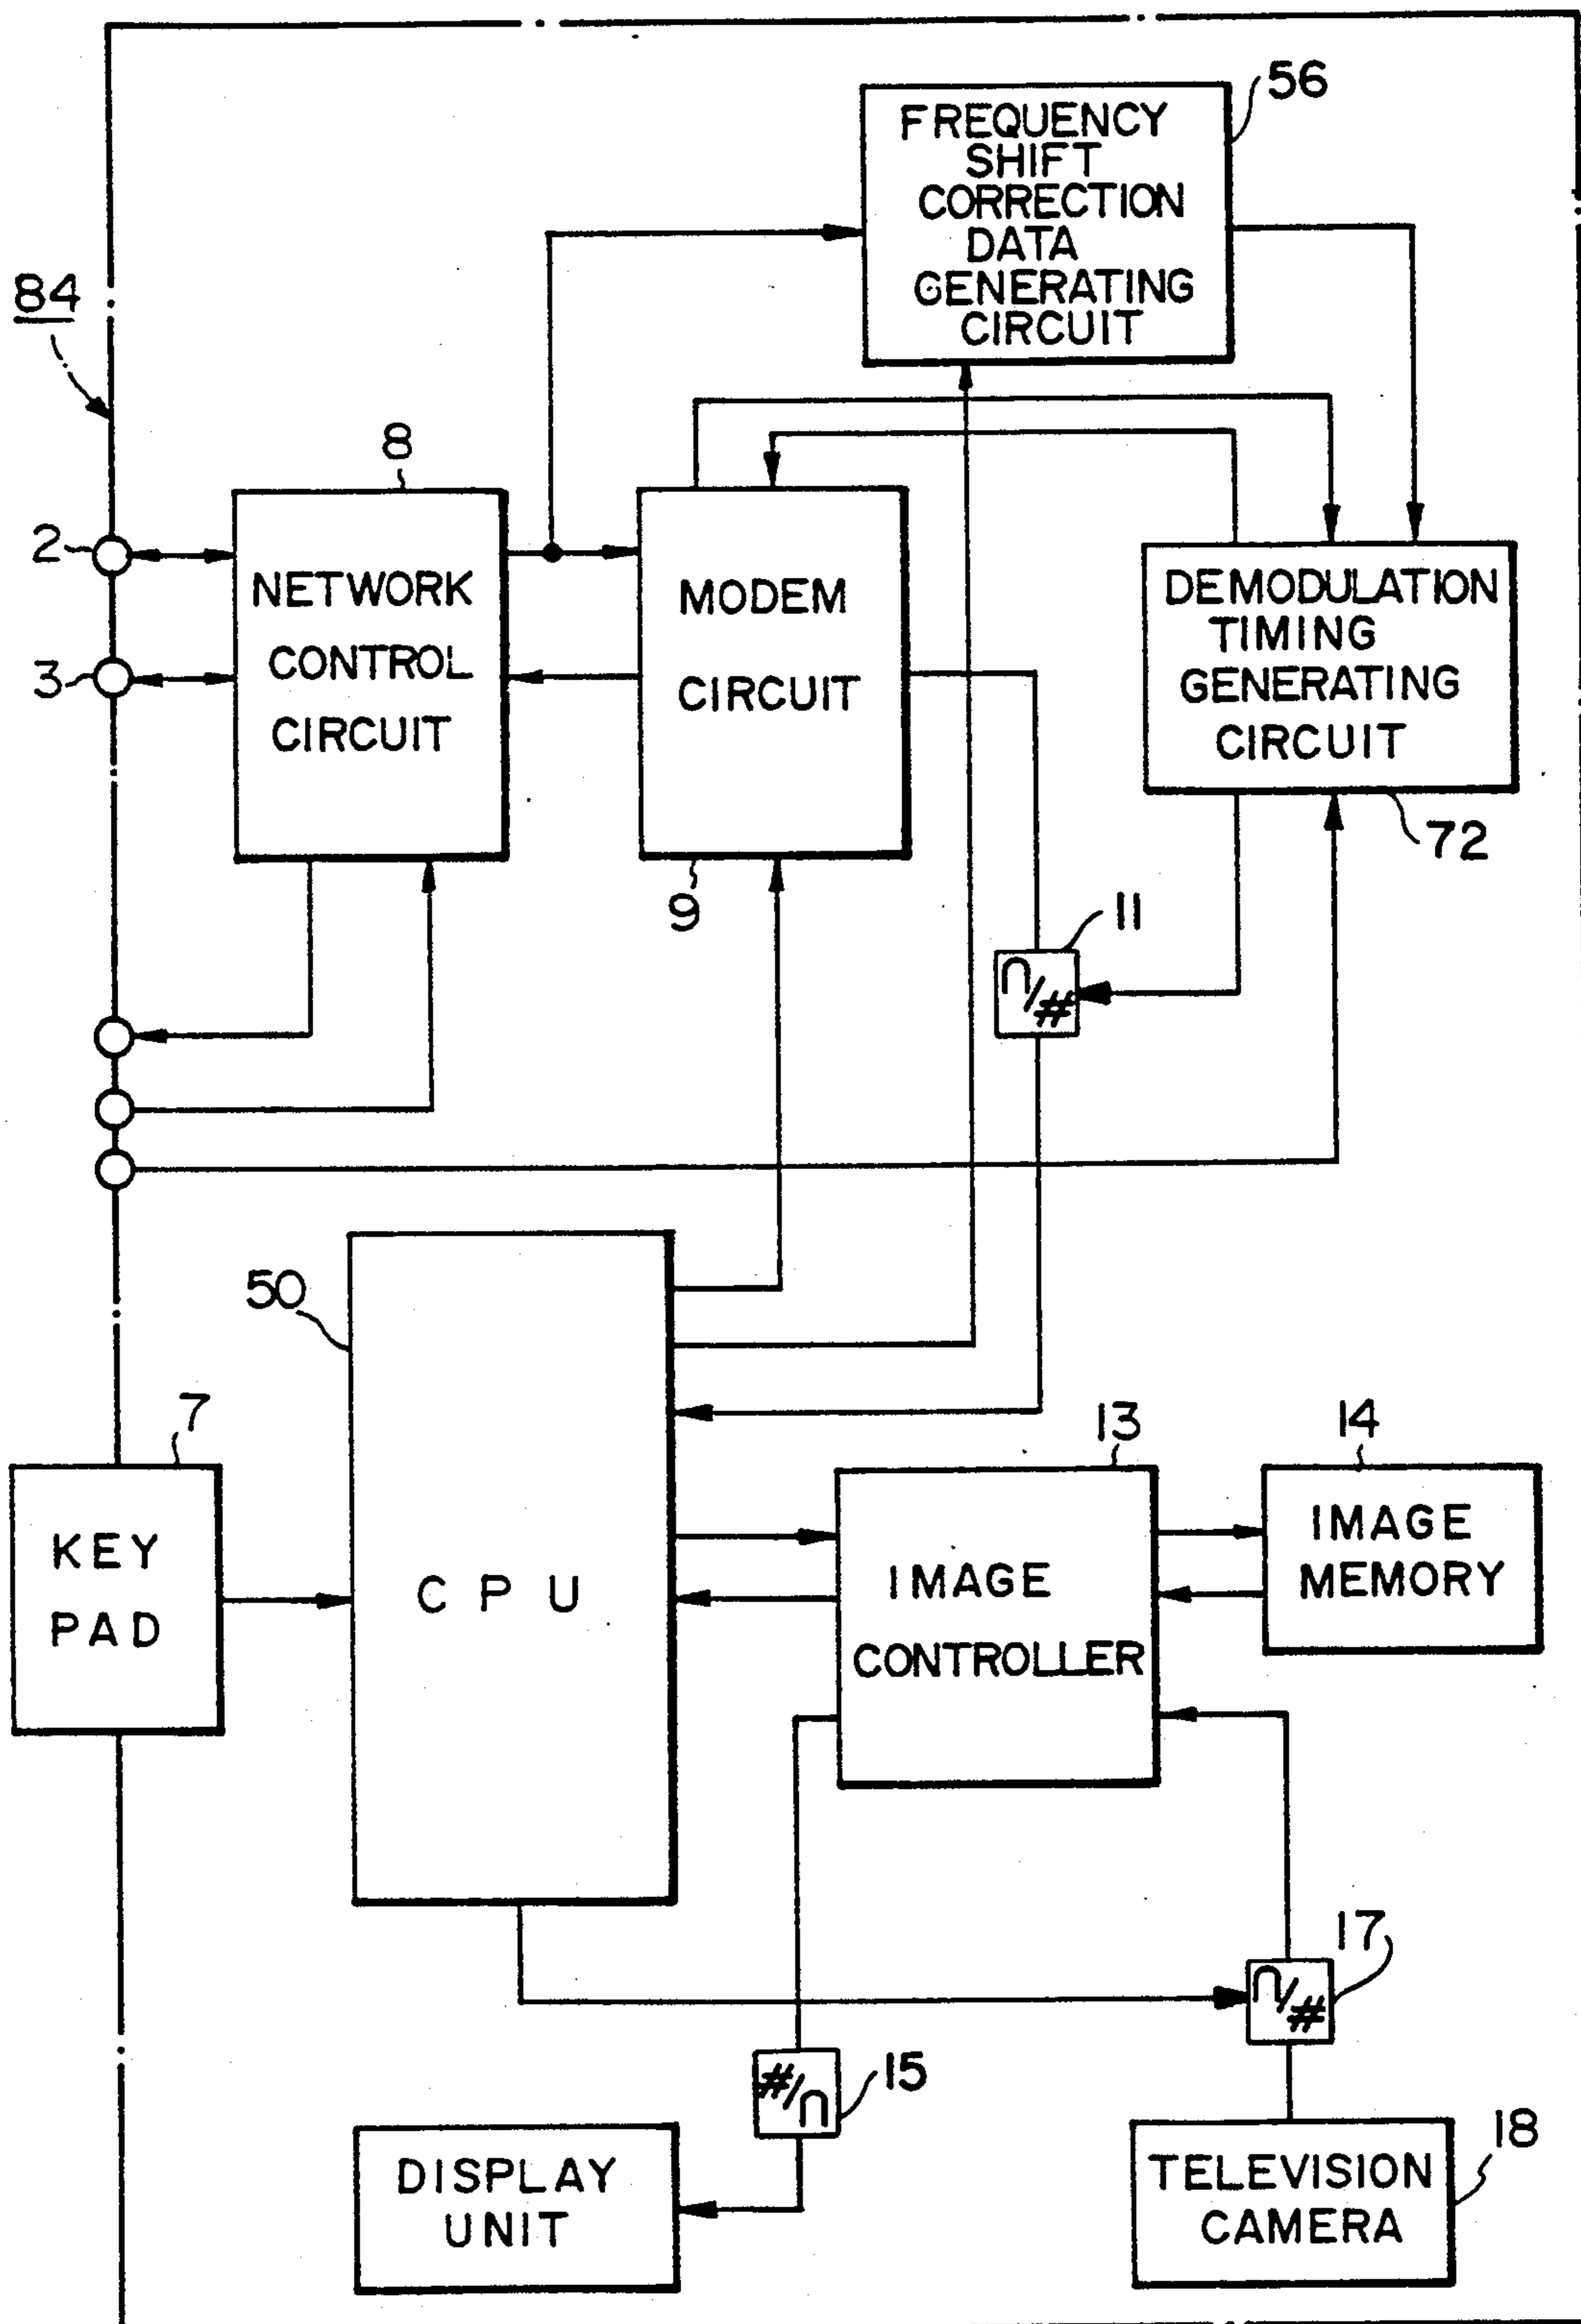 56
FREQUENCY
SHIFT
CORRECTION
DATA
GENERATING
CIRCUIT
84
8
2
NETWORK
CONTROL
CIRCUIT
3
MODEM
CIRCUIT
9
DEMODULATION
TIMING
GENERATING
CIRCUIT
72
11
∩/#
50
CPU
7
KEY
PAD
13
IMAGE
CONTROLLER
14
IMAGE
MEMORY
17
∩/#
15
#/∩
DISPLAY
UNIT
18
TELEVISION
CAMERA